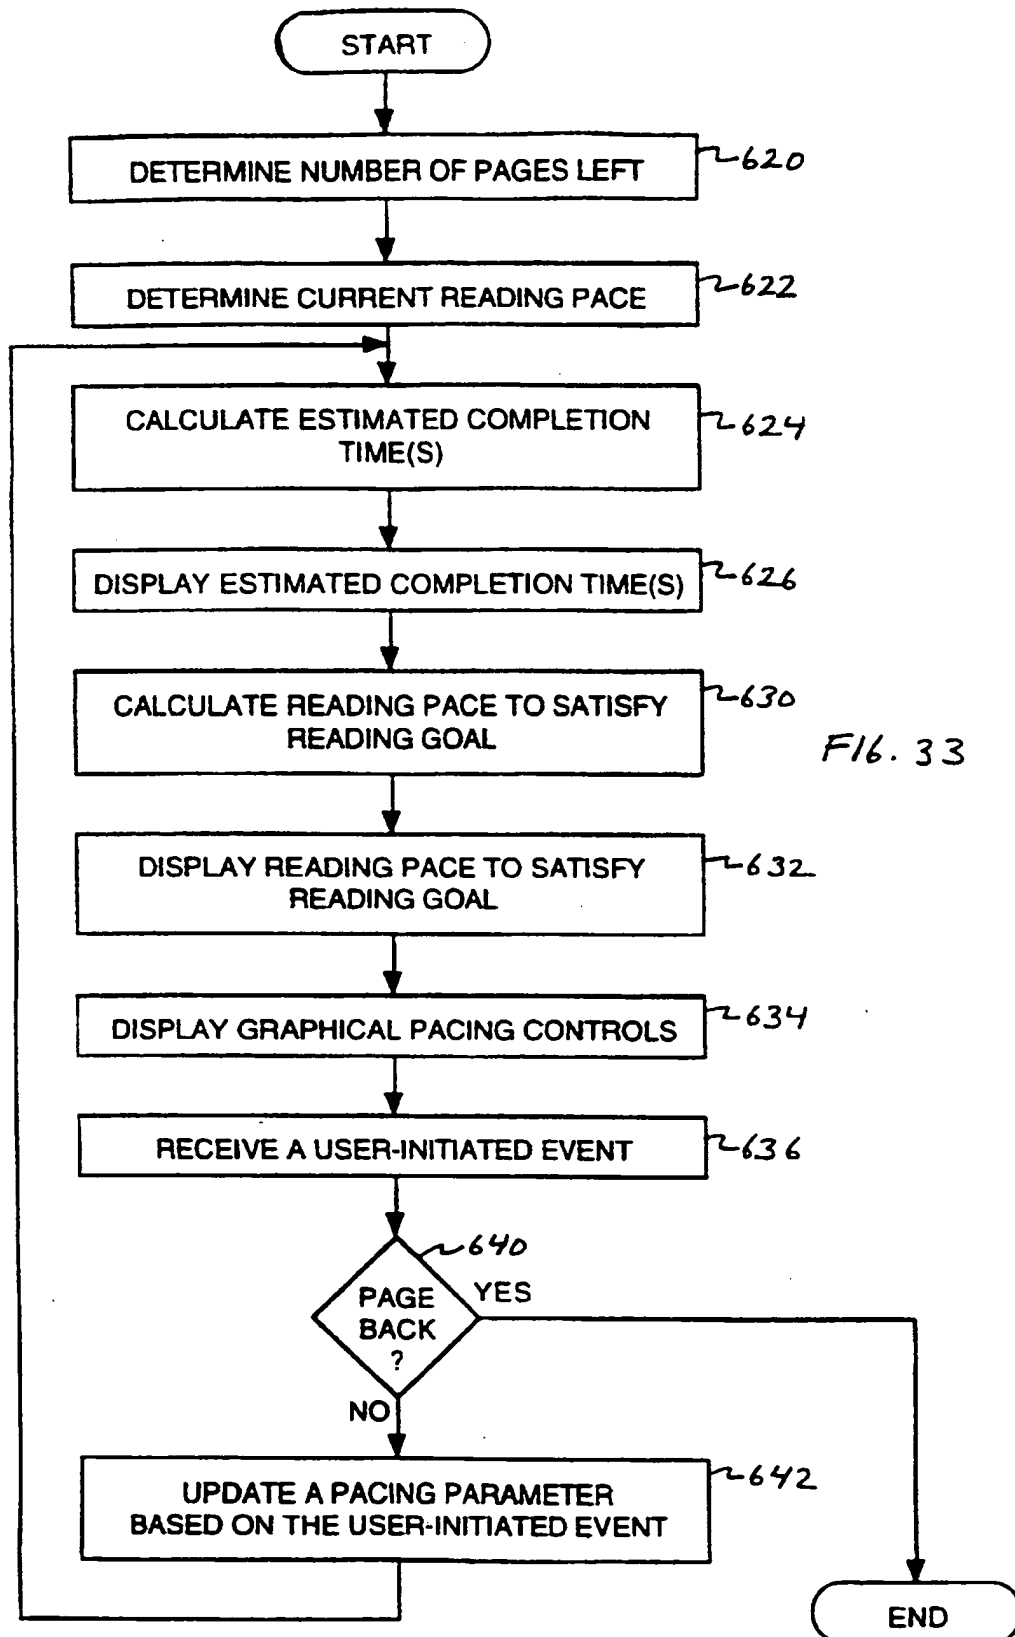 START
DETERMINE NUMBER OF PAGES LEFT
620
DETERMINE CURRENT READING PACE
622
CALCULATE ESTIMATED COMPLETION
TIME(S)
624
DISPLAY ESTIMATED COMPLETION TIME(S)
626
CALCULATE READING PACE TO SATISFY
READING GOAL
630
FIG. 33
DISPLAY READING PACE TO SATISFY
READING GOAL
632
DISPLAY GRAPHICAL PACING CONTROLS
634
RECEIVE A USER-INITIATED EVENT
636
640
PAGE
BACK
?
YES
NO
UPDATE A PACING PARAMETER
BASED ON THE USER-INITIATED EVENT
642
END